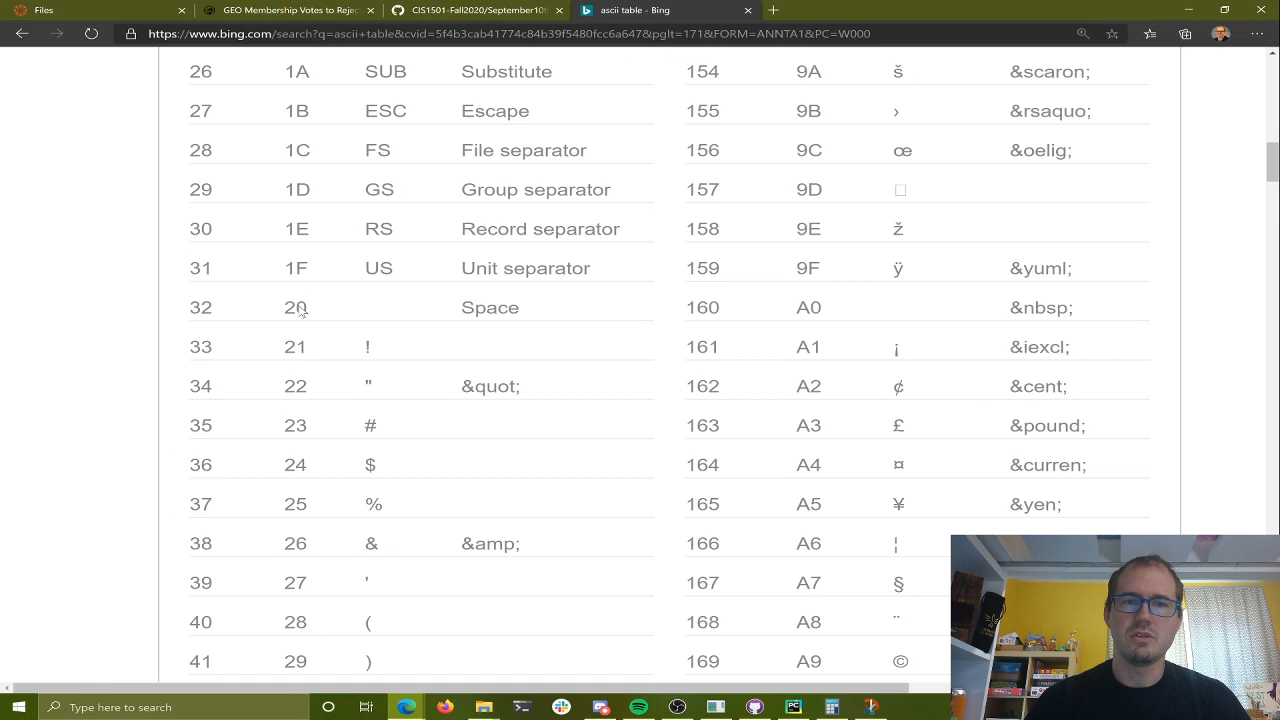 Files
GEO Membership Votes to Rejec
CIS1501-Fall2020/September10th
ascii table - Bing
https://www.bing.com/search?q=ascii+table&cvid=5f4b3cab41774c84b39f5480fcc6a647&pglt=171&FORM=ANNTA1&PC=W000
26 1A SUB Substitute 154 9A š &scaron;
27 1B ESC Escape 155 9B › &rsaquo;
28 1C FS File separator 156 9C œ &oelig;
29 1D GS Group separator 157 9D □
30 1E RS Record separator 158 9E ž
31 1F US Unit separator 159 9F ÿ &yuml;
32 20 Space 160 A0 &nbsp;
33 21 ! 161 A1 ¡ &iexcl;
34 22 " &quot; 162 A2 ¢ &cent;
35 23 # 163 A3 £ &pound;
36 24 $ 164 A4 ¤ &curren;
37 25 % 165 A5 ¥ &yen;
38 26 & &amp; 166 A6 ¦
39 27 ' 167 A7 §
40 28 ( 168 A8 ¨
41 29 ) 169 A9 ©
Type here to search